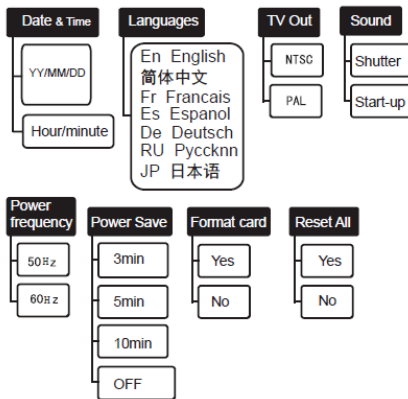 Date & Time
YY/MM/DD
Hour/minute
Languages
En English
简体中文
Fr Francais
Es Espanol
De Deutsch
RU Pyccknn
JP 日本语
TV Out
NTSC
PAL
Sound
Shutter
Start-up
Power
frequency
50Hz
60Hz
Power Save
3min
5min
10min
OFF
Format card
Yes
No
Reset All
Yes
No